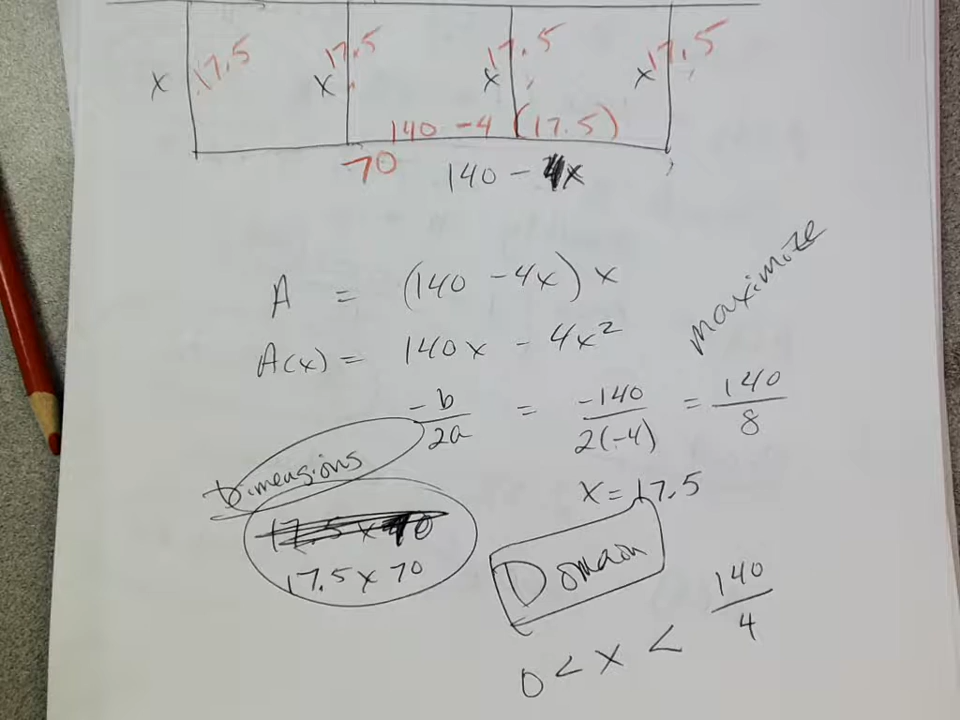 17.5 17.5 17.5 17.5
x x x x
140 - 4 (17.5)
70 140 - 4x
maximize
A = (140 - 4x) x
A(x) = 140x - 4x²
-b/2a = -140/2(-4) = 140/8
Dimensions
x = 17.5
17.5 x 70
Domain
0 < x < 140/4